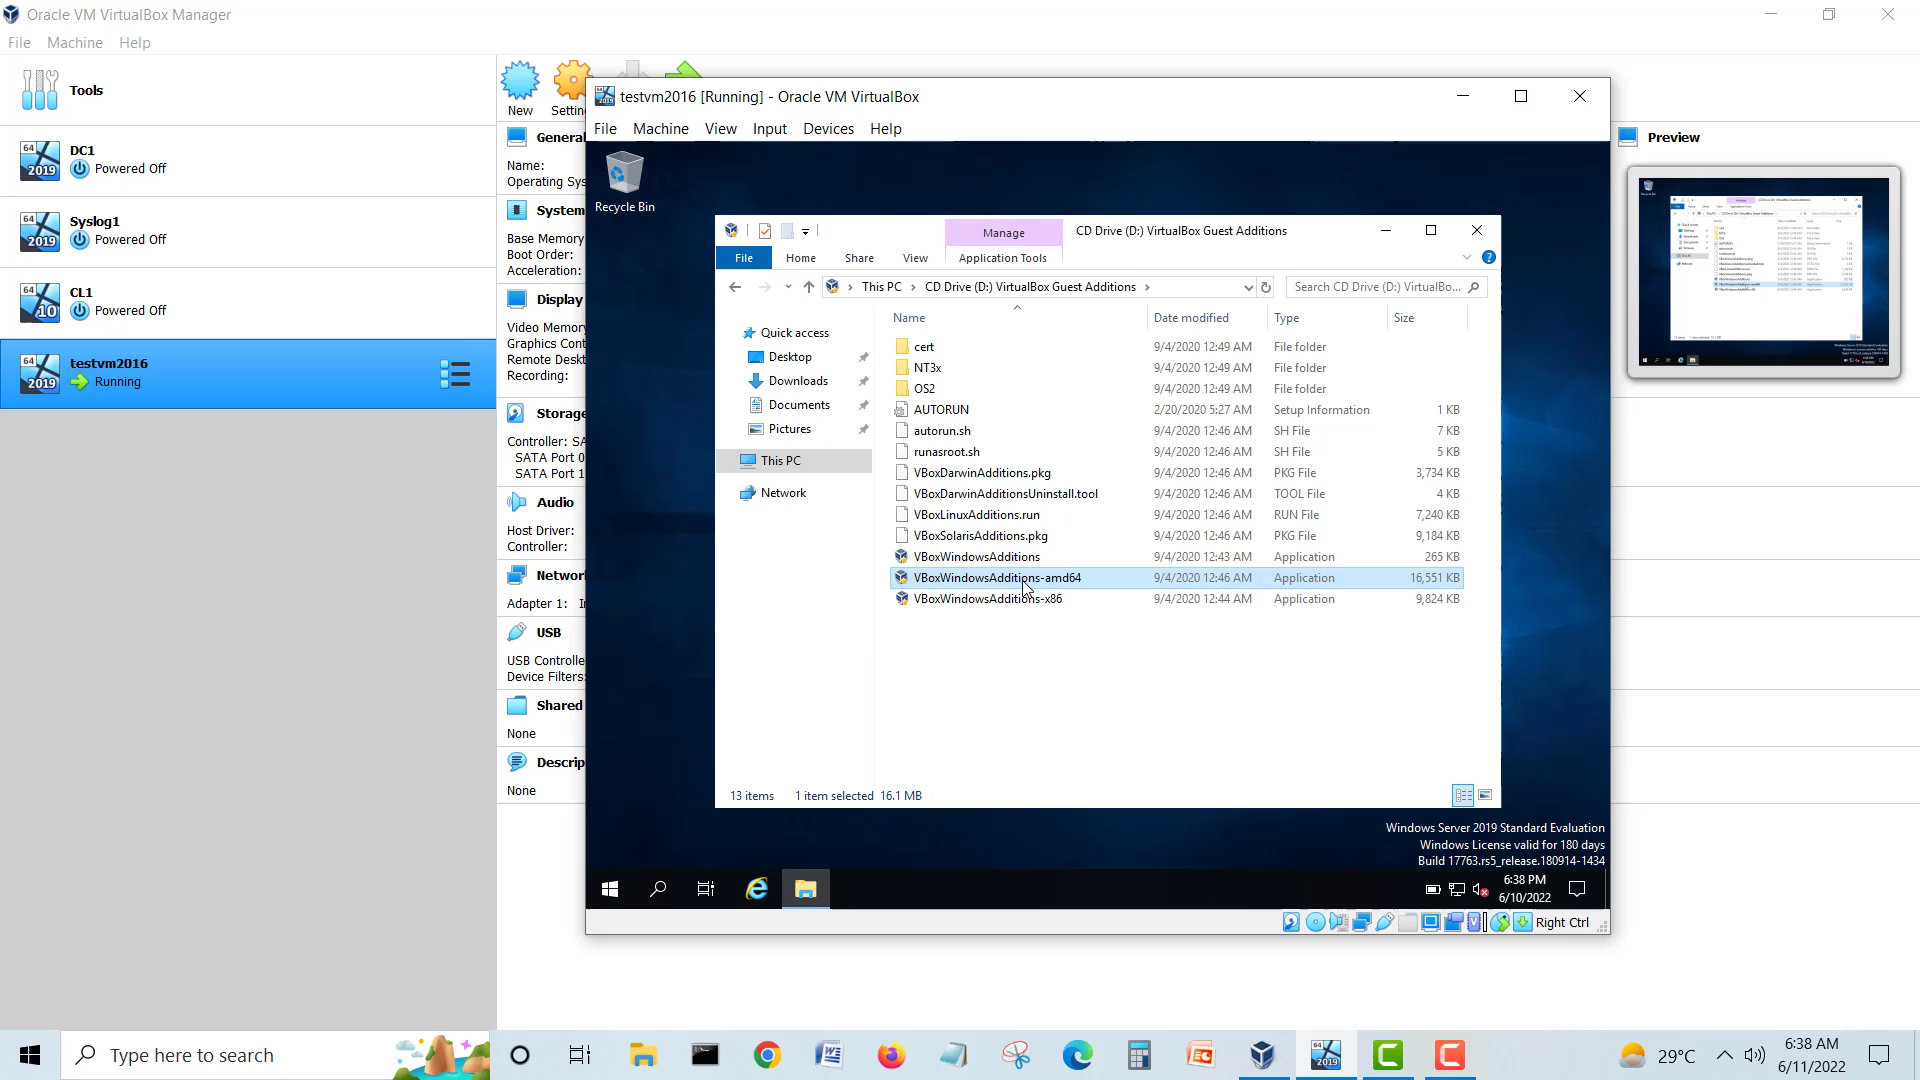 Oracle VM VirtualBox Manager
File Machine Help
Tools
DC1
Powered Off
Syslog1
Powered Off
CL1
Powered Off
testvm2016
Running
New
General
Name:
System
Base Memory
Boot Order:
Acceleration:
Display
Video Memory
Recording:
Storage
SATA Port 0
SATA Port 1
Audio
Host Driver:
Controller:
Adapter 1:
USB
Device Filters:
Shared
None
None
testvm2016 [Running] - Oracle VM VirtualBox
File Machine View Input Devices Help
Recycle Bin
Manage CD Drive (D:) VirtualBox Guest Additions
File Home Share View Application Tools
This PC > CD Drive (D:) VirtualBox Guest Additions > Search CD Drive (D:) VirtualBo...
Quick access
Desktop
Downloads
Documents
Pictures
This PC
Network
Name Date modified Type Size
cert 9/4/2020 12:49 AM File folder
NT3x 9/4/2020 12:49 AM File folder
OS2 9/4/2020 12:49 AM File folder
AUTORUN 2/20/2020 5:27 AM Setup Information 1 KB
autorun.sh 9/4/2020 12:46 AM SH File 7 KB
runasroot.sh 9/4/2020 12:46 AM SH File 5 KB
VBoxDarwinAdditions.pkg 9/4/2020 12:46 AM PKG File 3,734 KB
VBoxDarwinAdditionsUninstall.tool 9/4/2020 12:46 AM TOOL File 4 KB
VBoxLinuxAdditions.run 9/4/2020 12:46 AM RUN File 7,240 KB
VBoxSolarisAdditions.pkg 9/4/2020 12:46 AM PKG File 9,184 KB
VBoxWindowsAdditions 9/4/2020 12:43 AM Application 265 KB
VBoxWindowsAdditions-amd64 9/4/2020 12:46 AM Application 16,551 KB
VBoxWindowsAdditions-x86 9/4/2020 12:44 AM Application 9,824 KB
13 items 1 item selected 16.1 MB
Windows Server 2019 Standard Evaluation
Windows License valid for 180 days
Build 17763.rs5_release.180914-1434
6:38 PM
6/10/2022
Right Ctrl
Preview
Type here to search
29°C
6:38 AM
6/11/2022